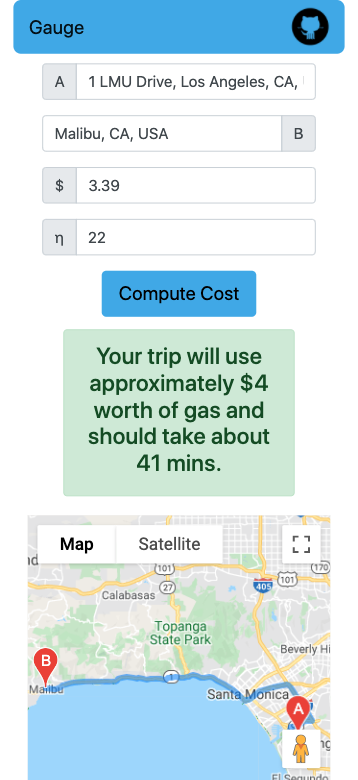 Gauge
A
1 LMU Drive, Los Angeles, CA,
Malibu, CA, USA
B
$
3.39
η
22
Compute Cost
Your trip will use
approximately $4
worth of gas and
should take about
41 mins.
Map
Satellite
101
170
27
405
101
Calabasas
Topanga
State Park
Beverly Hi
B
1
Malibu
Santa Monica
A
ng
El Segundo